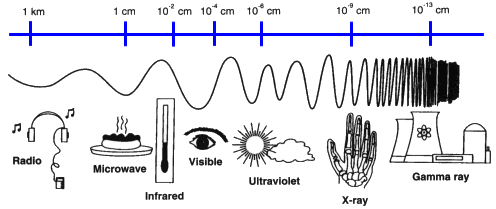 1 km 1 cm 10⁻² cm 10⁻⁴ cm 10⁻⁶ cm 10⁻⁹ cm 10⁻¹³ cm
Radio
Microwave
Infrared
Visible
Ultraviolet
X-ray
Gamma ray